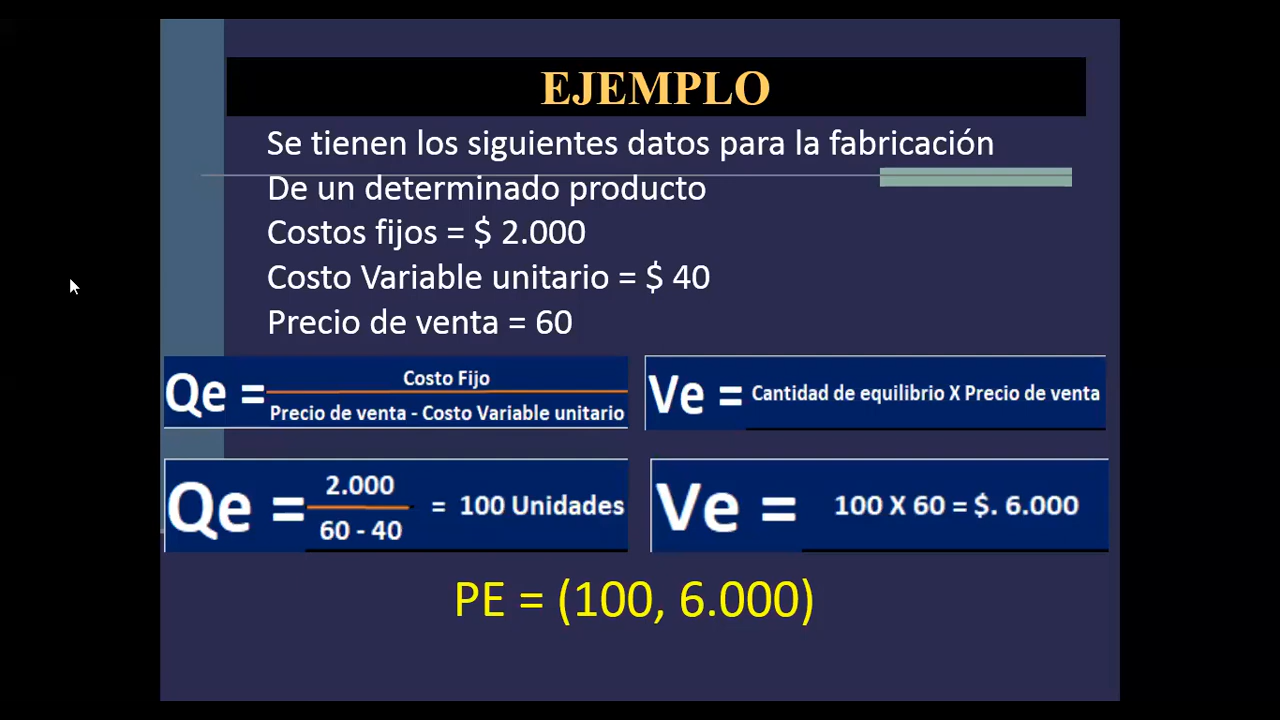 EJEMPLO
Se tienen los siguientes datos para la fabricación
De un determinado producto
Costos fijos = $ 2.000
Costo Variable unitario = $ 40
Precio de venta = 60
Qe = Costo Fijo
Precio de venta - Costo Variable unitario
Ve = Cantidad de equilibrio X Precio de venta
Qe = 2.000
60 - 40
= 100 Unidades
Ve = 100 X 60 = $. 6.000
PE = (100, 6.000)